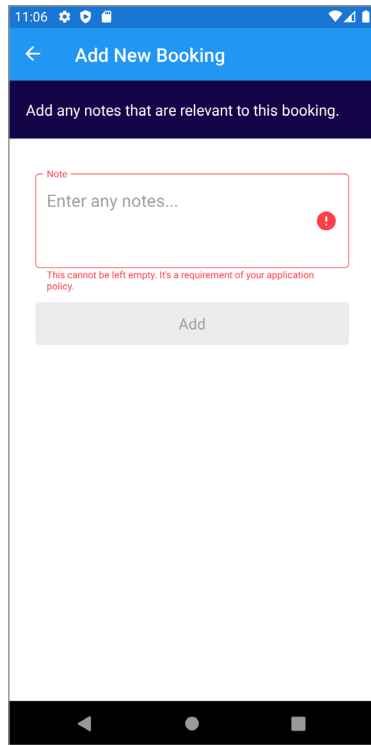 11:06
Add New Booking
Add any notes that are relevant to this booking.
Note
Enter any notes...
This cannot be left empty. It's a requirement of your application
policy.
Add